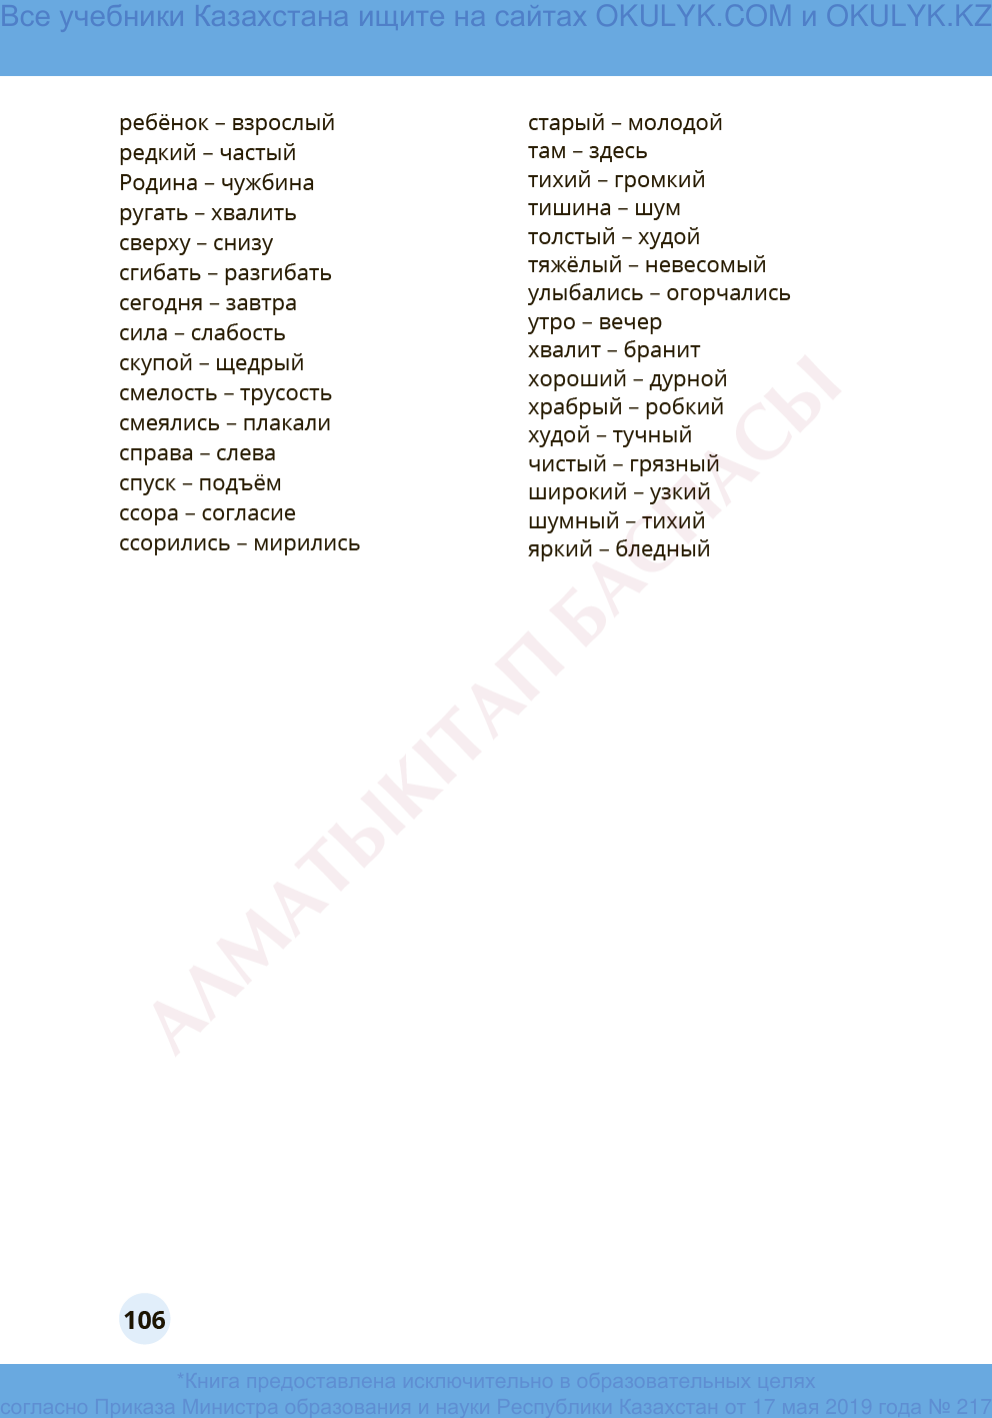 Все учебники Казахстана ищите на сайтах OKULYK.COM и OKULYK.KZ
ребёнок – взрослый
редкий – частый
Родина – чужбина
ругать – хвалить
сверху – снизу
сгибать – разгибать
сегодня – завтра
сила – слабость
скупой – щедрый
смелость – трусость
смеялись – плакали
справа – слева
спуск – подъём
ссора – согласие
ссорились – мирились
старый – молодой
там – здесь
тихий – громкий
тишина – шум
толстый – худой
тяжёлый – невесомый
улыбались – огорчались
утро – вечер
хвалит – бранит
хороший – дурной
храбрый – робкий
худой – тучный
чистый – грязный
широкий – узкий
шумный – тихий
яркий – бледный
АЛМАТЫКІТАП БАСПАСЫ
106
*Книга предоставлена исключительно в образовательных целях
согласно Приказа Министра образования и науки Республики Казахстан от 17 мая 2019 года № 217